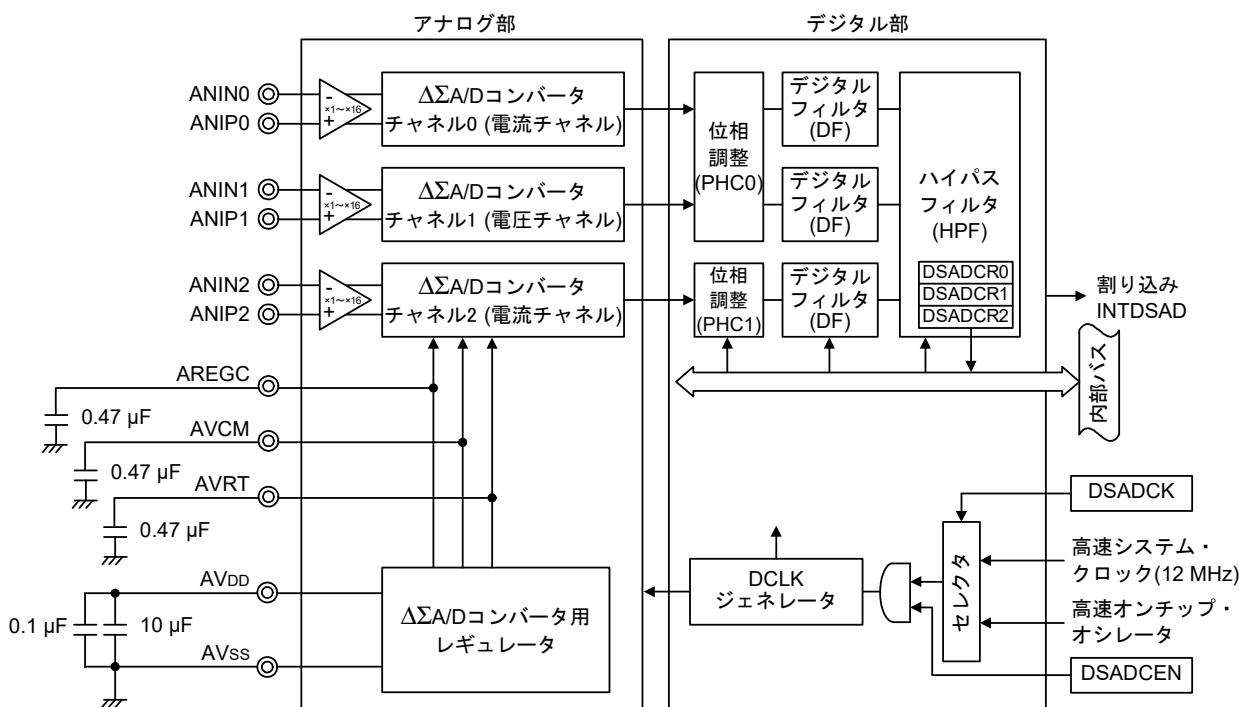 アナログ部
デジタル部
ANIN0
ANIP0
-
×1～×16
+
ΔΣA/Dコンバータ
チャネル0 (電流チャネル)
位相
調整
(PHC0)
デジタル
フィルタ
(DF)
ハイパス
フィルタ
(HPF)
ANIN1
ANIP1
-
×1～×16
+
ΔΣA/Dコンバータ
チャネル1 (電圧チャネル)
デジタル
フィルタ
(DF)
ANIN2
ANIP2
-
×1～×16
+
ΔΣA/Dコンバータ
チャネル2 (電流チャネル)
位相
調整
(PHC1)
デジタル
フィルタ
(DF)
DSADCR0
DSADCR1
DSADCR2
割り込み
INTDSAD
内部バス
AREGC
0.47 µF
AVCM
0.47 µF
AVRT
0.47 µF
AVDD
0.1 µF
10 µF
AVSS
ΔΣA/Dコンバータ用
レギュレータ
DCLK
ジェネレータ
セレクタ
DSADCK
高速システム・
クロック(12 MHz)
高速オンチップ・
オシレータ
DSADCEN